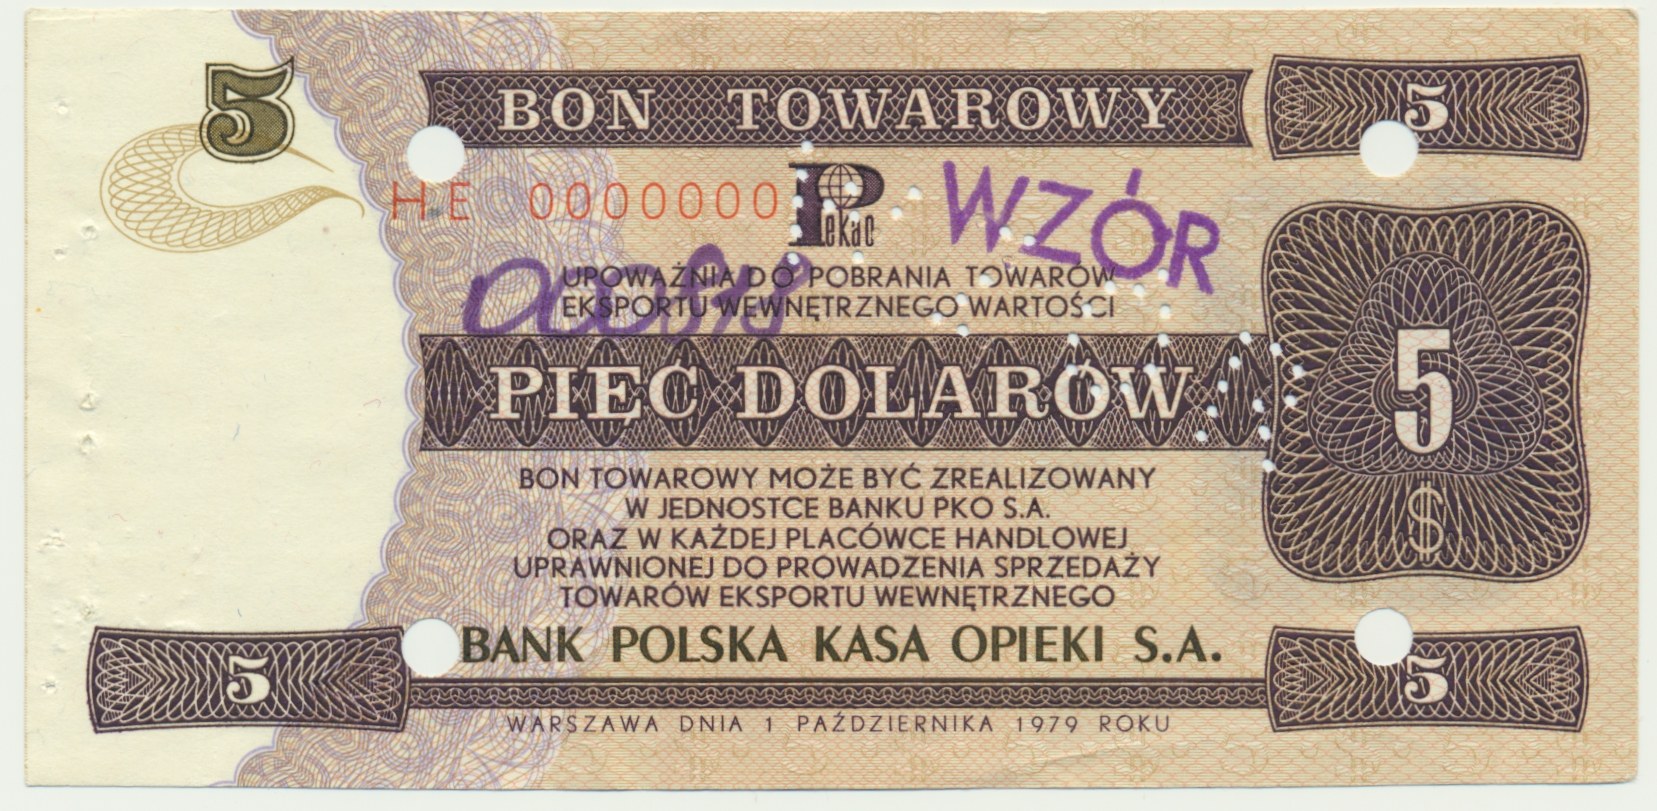 5
BON TOWAROWY
5
HE 0000000
Pekao
WZÓR
UPOWAŻNIA DO POBRANIA TOWARÓW
EKSPORTU WEWNĘTRZNEGO WARTOŚCI
PIĘĆ DOLARÓW
5
$
BON TOWAROWY MOŻE BYĆ ZREALIZOWANY
W JEDNOSTCE BANKU PKO S.A.
ORAZ W KAŻDEJ PLACÓWCE HANDLOWEJ
UPRAWNIONEJ DO PROWADZENIA SPRZEDAŻY
TOWARÓW EKSPORTU WEWNĘTRZNEGO
BANK POLSKA KASA OPIEKI S.A.
5
5
WARSZAWA DNIA 1 PAŹDZIERNIKA 1979 ROKU